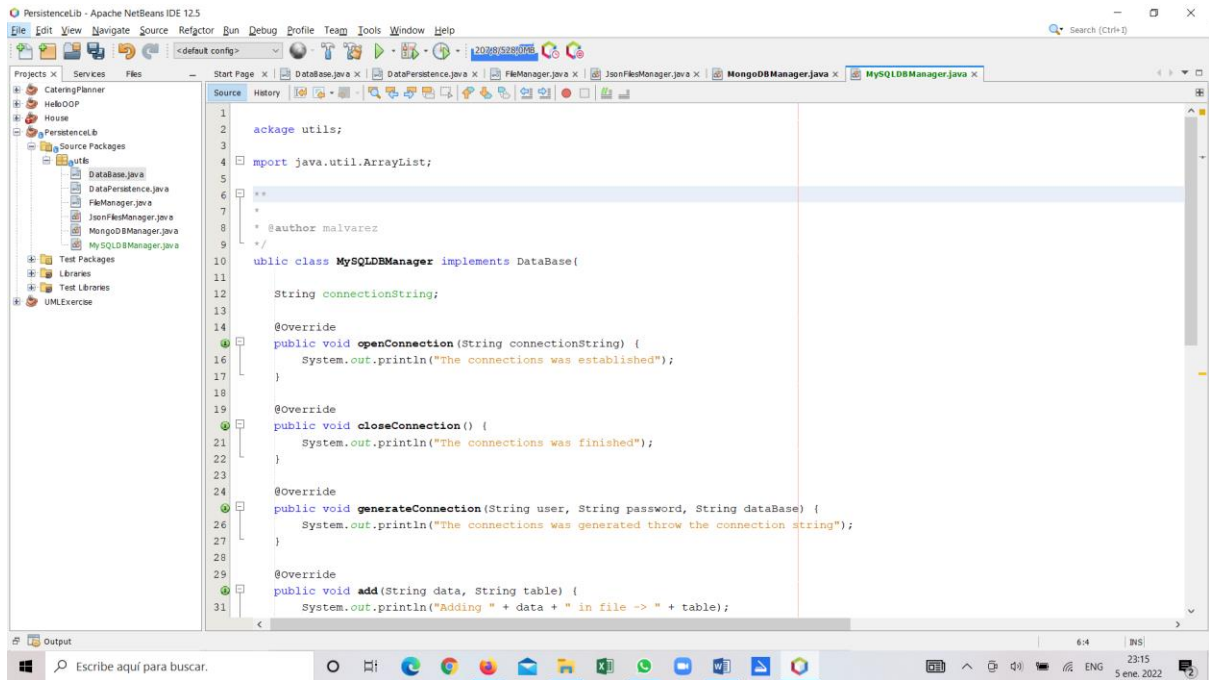 PersistenceLib - Apache NetBeans IDE 12.5
File Edit View Navigate Source Refactor Run Debug Profile Team Tools Window Help
Search (Ctrl+I)
<default config>
Projects Services Files
Start Page DataBase.java DataPersistence.java FileManager.java JsonFilesManager.java MongoDBManager.java MySQLDBManager.java
Source History
CateringPlanner
HelloOOP
House
PersistenceLib
Source Packages
utils
DataBase.java
DataPersistence.java
FileManager.java
JsonFilesManager.java
MongoDBManager.java
MySQLDBManager.java
Test Packages
Libraries
Test Libraries
UMLExercise
1
2 ackage utils;
3
4 mport java.util.ArrayList;
5
6 **
7 *
8 * @author malvarez
9 */
10 ublic class MySQLDBManager implements DataBase{
11
12 String connectionString;
13
14 @Override
public void openConnection(String connectionString) {
16 System.out.println("The connections was established");
17 }
18
19 @Override
public void closeConnection() {
21 System.out.println("The connections was finished");
22 }
23
24 @Override
public void generateConnection(String user, String password, String dataBase) {
26 System.out.println("The connections was generated throw the connection string");
27 }
28
29 @Override
public void add(String data, String table) {
31 System.out.println("Adding " + data + " in file -> " + table);
Output
6:4 INS
Escribe aquí para buscar.
ENG
23:15
5 ene. 2022
2